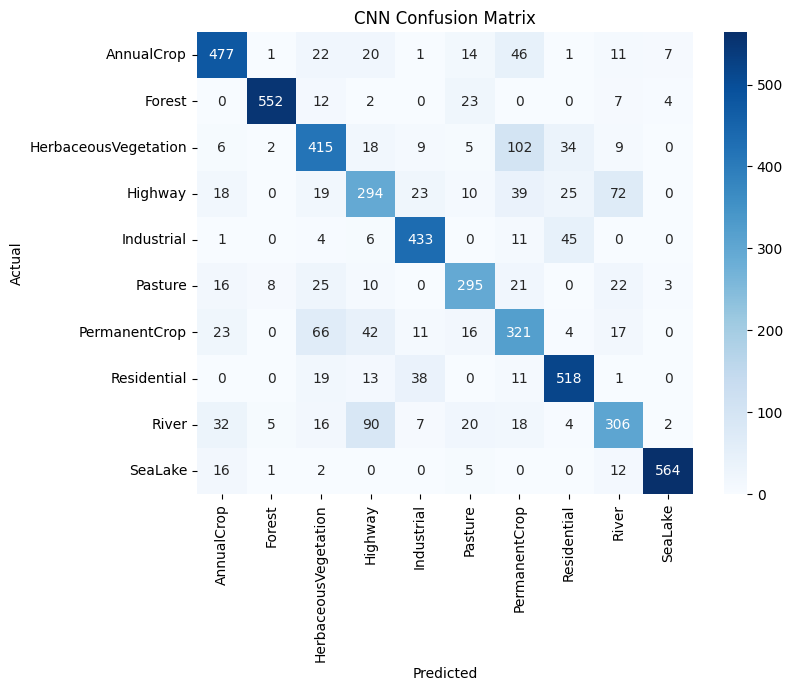 CNN Confusion Matrix
AnnualCrop 477 1 22 20 1 14 46 1 11 7
Forest 0 552 12 2 0 23 0 0 7 4
HerbaceousVegetation 6 2 415 18 9 5 102 34 9 0
Highway 18 0 19 294 23 10 39 25 72 0
Industrial 1 0 4 6 433 0 11 45 0 0
Pasture 16 8 25 10 0 295 21 0 22 3
PermanentCrop 23 0 66 42 11 16 321 4 17 0
Residential 0 0 19 13 38 0 11 518 1 0
River 32 5 16 90 7 20 18 4 306 2
SeaLake 16 1 2 0 0 5 0 0 12 564
Actual
AnnualCrop
Forest
HerbaceousVegetation
Highway
Industrial
Pasture
PermanentCrop
Residential
River
SeaLake
Predicted
500
400
300
200
100
0